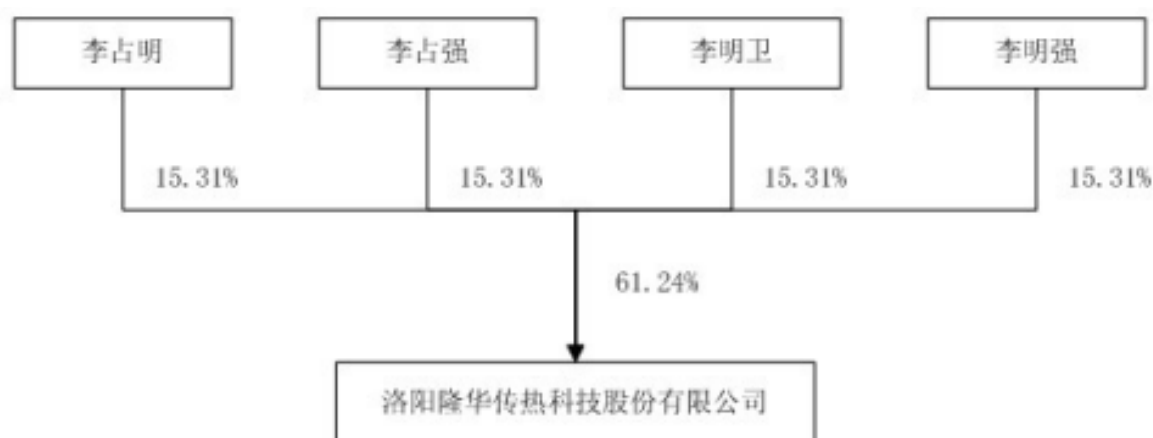 李占明 李占强 李明卫 李明强
15.31% 15.31% 15.31% 15.31%
61.24%
洛阳隆华传热科技股份有限公司